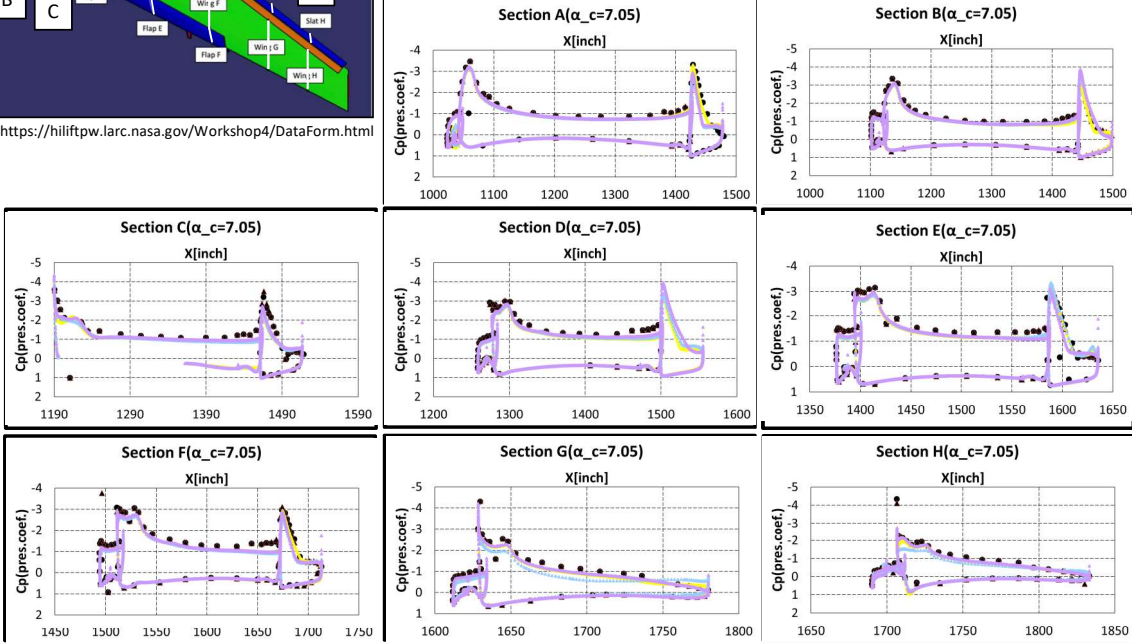 B
C
Wing F
Slat H
Flap E
Wing G
Flap F
Wing H
https://hiliftpw.larc.nasa.gov/Workshop4/DataForm.html
Section A(α_c=7.05)
X[inch]
Cp(pres.coef.)
-4
-3
-2
-1
0
1
2
1000 1100 1200 1300 1400 1500
Section B(α_c=7.05)
X[inch]
Cp(pres.coef.)
-5
-4
-3
-2
-1
0
1
2
1000 1100 1200 1300 1400 1500
Section C(α_c=7.05)
X[inch]
Cp(pres.coef.)
-5
-4
-3
-2
-1
0
1
2
1190 1290 1390 1490 1590
Section D(α_c=7.05)
X[inch]
Cp(pres.coef.)
-5
-4
-3
-2
-1
0
1
2
1200 1300 1400 1500 1600
Section E(α_c=7.05)
X[inch]
Cp(pres.coef.)
-4
-3
-2
-1
0
1
1350 1400 1450 1500 1550 1600 1650
Section F(α_c=7.05)
X[inch]
Cp(pres.coef.)
-4
-3
-2
-1
0
1
2
1450 1500 1550 1600 1650 1700 1750
Section G(α_c=7.05)
X[inch]
Cp(pres.coef.)
-5
-4
-3
-2
-1
0
1
1600 1650 1700 1750 1800
Section H(α_c=7.05)
X[inch]
Cp(pres.coef.)
-5
-4
-3
-2
-1
0
1
2
1650 1700 1750 1800 1850